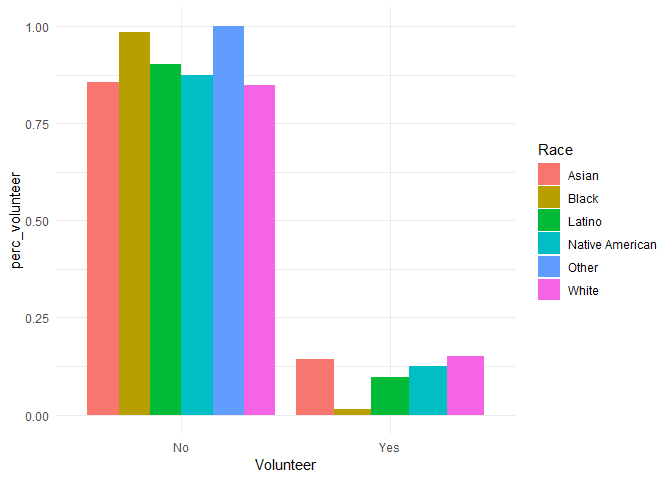 1.00
0.75
0.50
0.25
0.00
perc_volunteer
No
Yes
Volunteer
Race
Asian
Black
Latino
Native American
Other
White